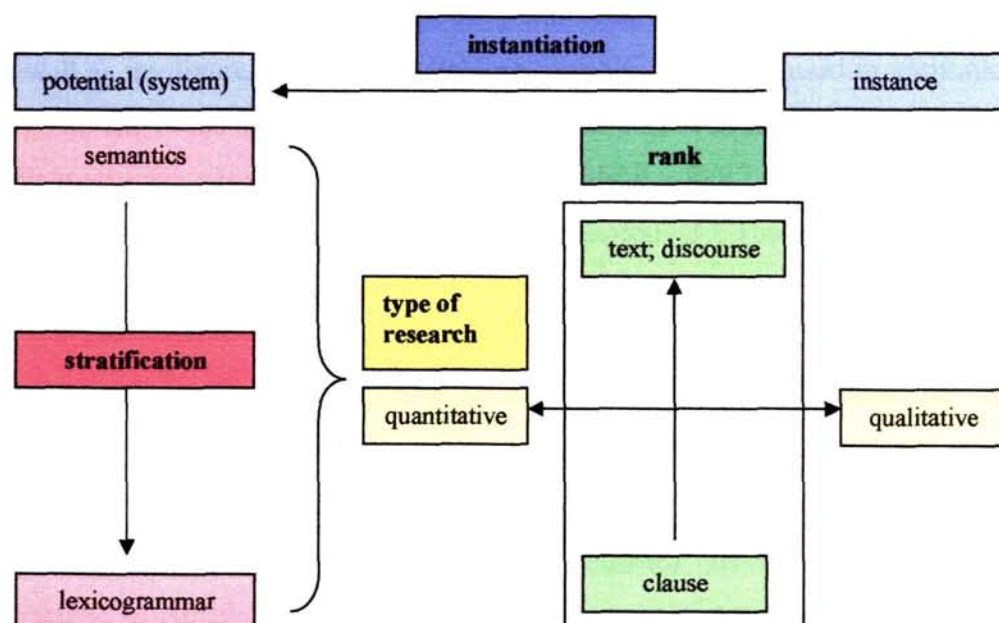 instantiation
potential (system)
instance
semantics
rank
text; discourse
type of
research
stratification
quantitative
qualitative
lexicogrammar
clause